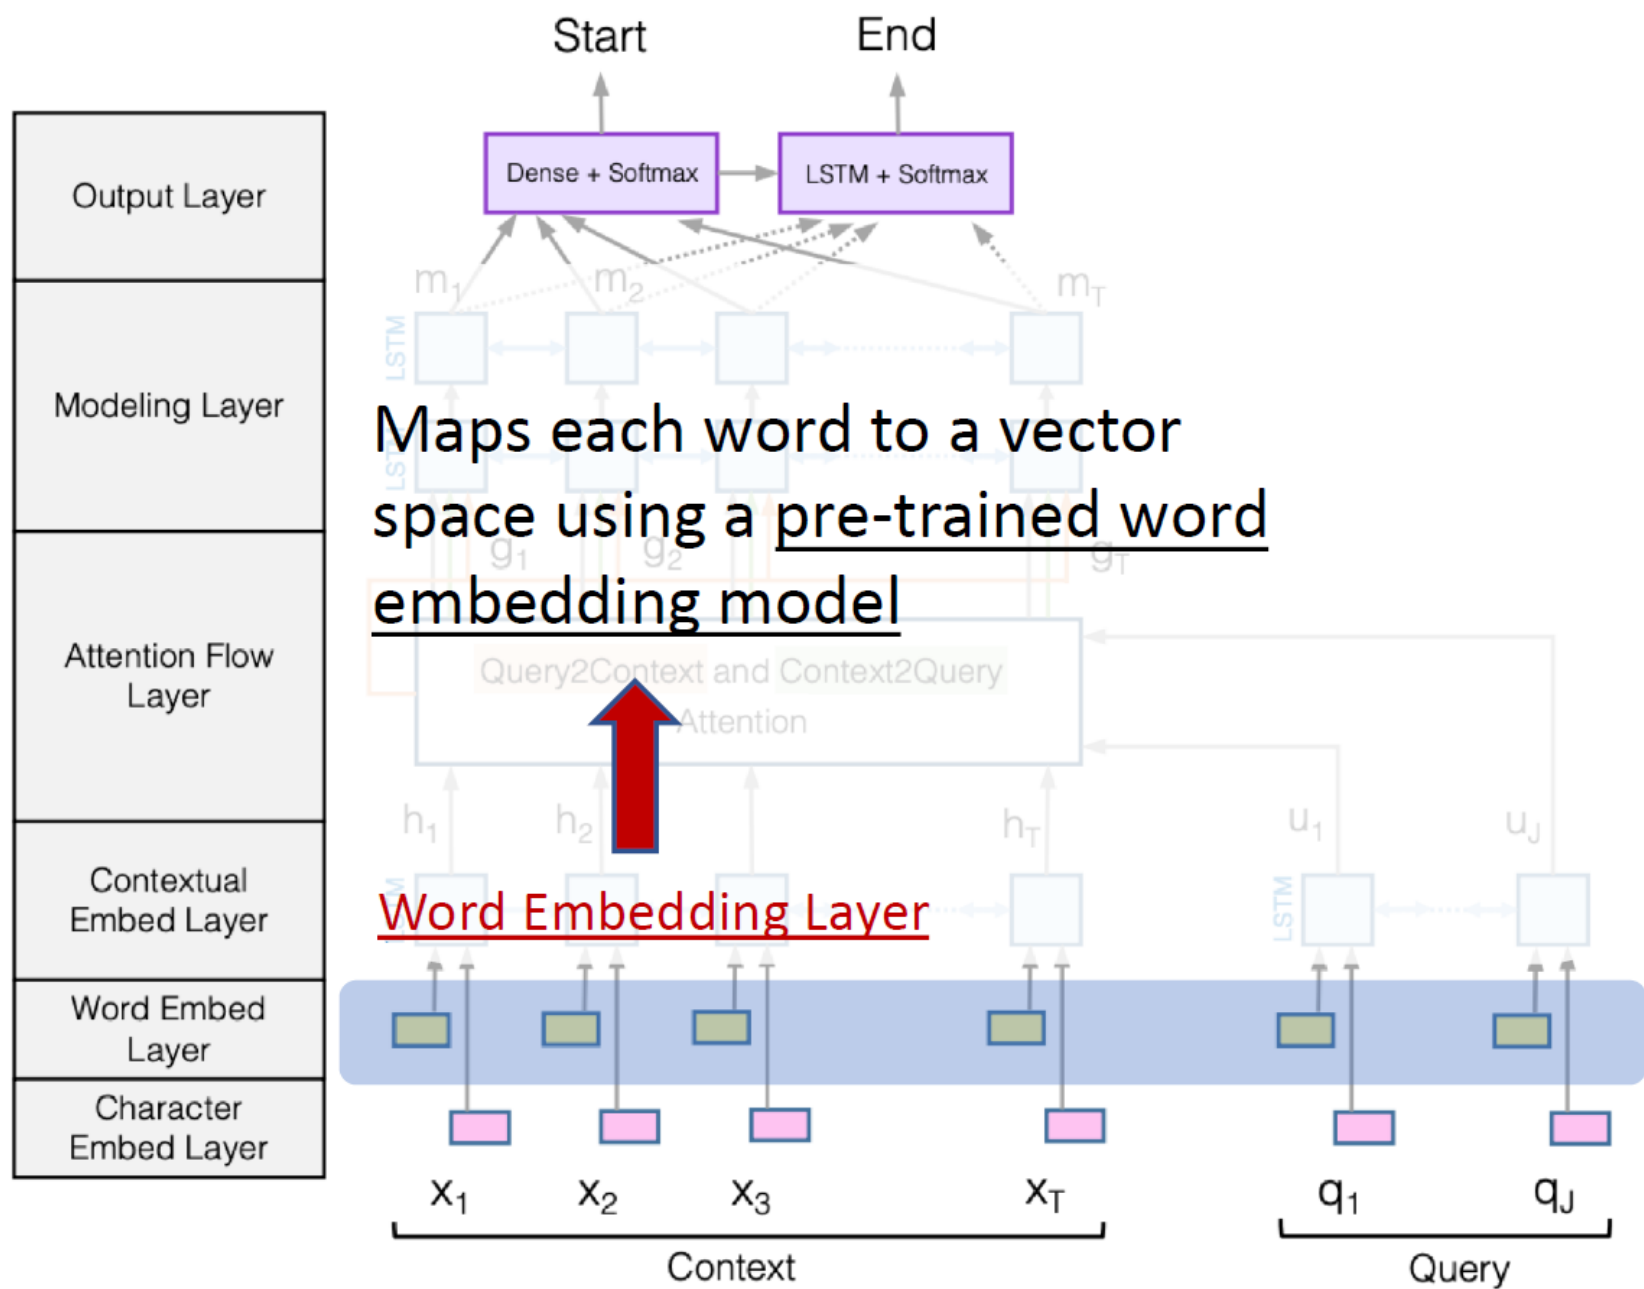 Start
End
Output Layer
Dense + Softmax
LSTM + Softmax
m1
m2
mT
LSTM
Modeling Layer
Maps each word to a vector
LSTM
space using a pre-trained word
g1
g2
gT
embedding model
Attention Flow
Layer
Query2Context and Context2Query
Attention
h1
h2
hT
u1
uJ
Contextual
Embed Layer
LSTM
Word Embedding Layer
LSTM
Word Embed
Layer
Character
Embed Layer
x1
x2
x3
xT
q1
qJ
Context
Query